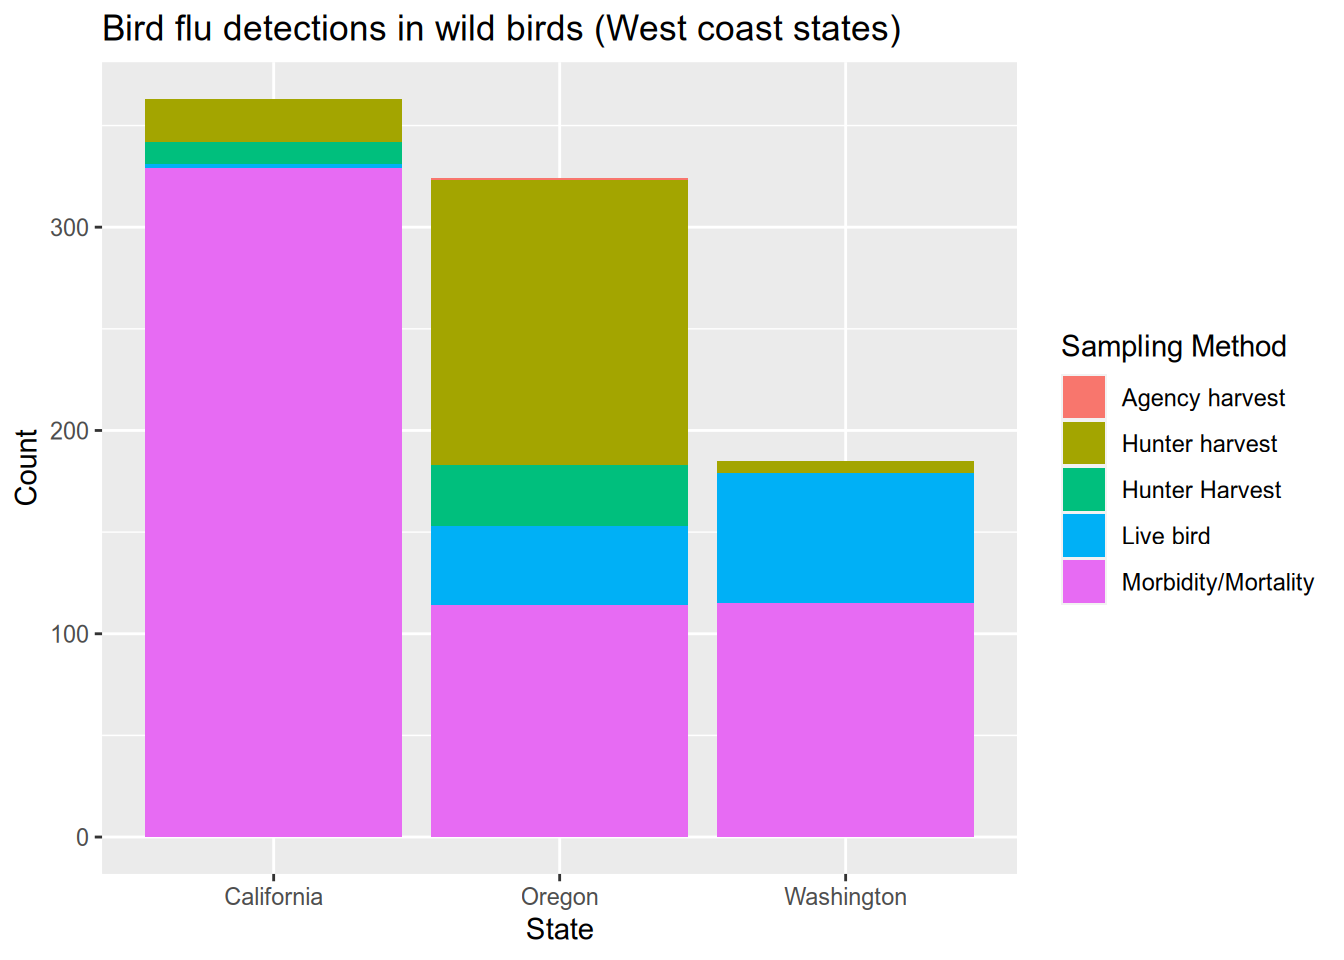 Bird flu detections in wild birds (West coast states)
300
200
100
0
Count
California
Oregon
Washington
State
Sampling Method
Agency harvest
Hunter harvest
Hunter Harvest
Live bird
Morbidity/Mortality